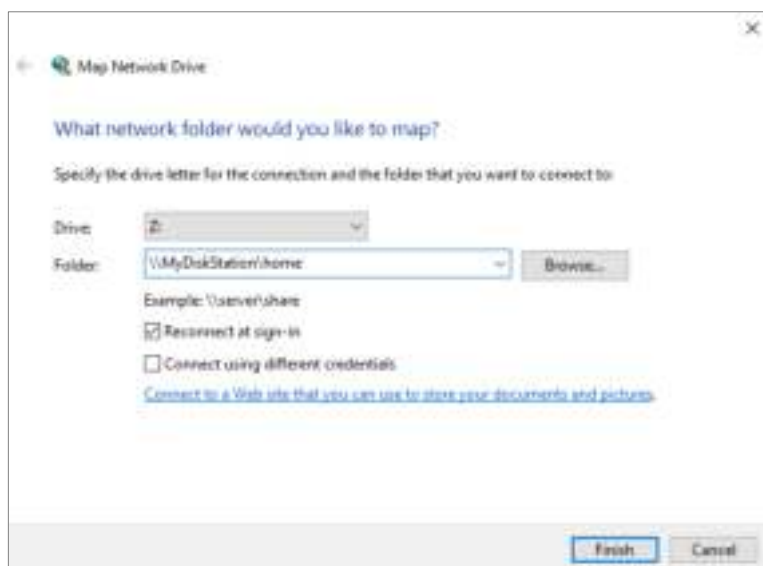 Map Network Drive
What network folder would you like to map?
Specify the drive letter for the connection and the folder that you want to connect to:
Drive: Z:
Folder: \\MyDiskStation\home Browse...
Example: \\server\share
Reconnect at sign-in
Connect using different credentials
Connect to a Web site that you can use to store your documents and pictures.
Finish Cancel